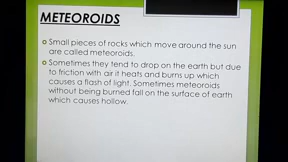 METEOROIDS
Small pieces of rocks which move around the sun
are called meteoroids.
Sometimes they tend to drop on the earth but due
to friction with air it heats and burns up which
causes a flash of light. Sometimes meteoroids
without being burned fall on the surface of earth
which causes hollow.